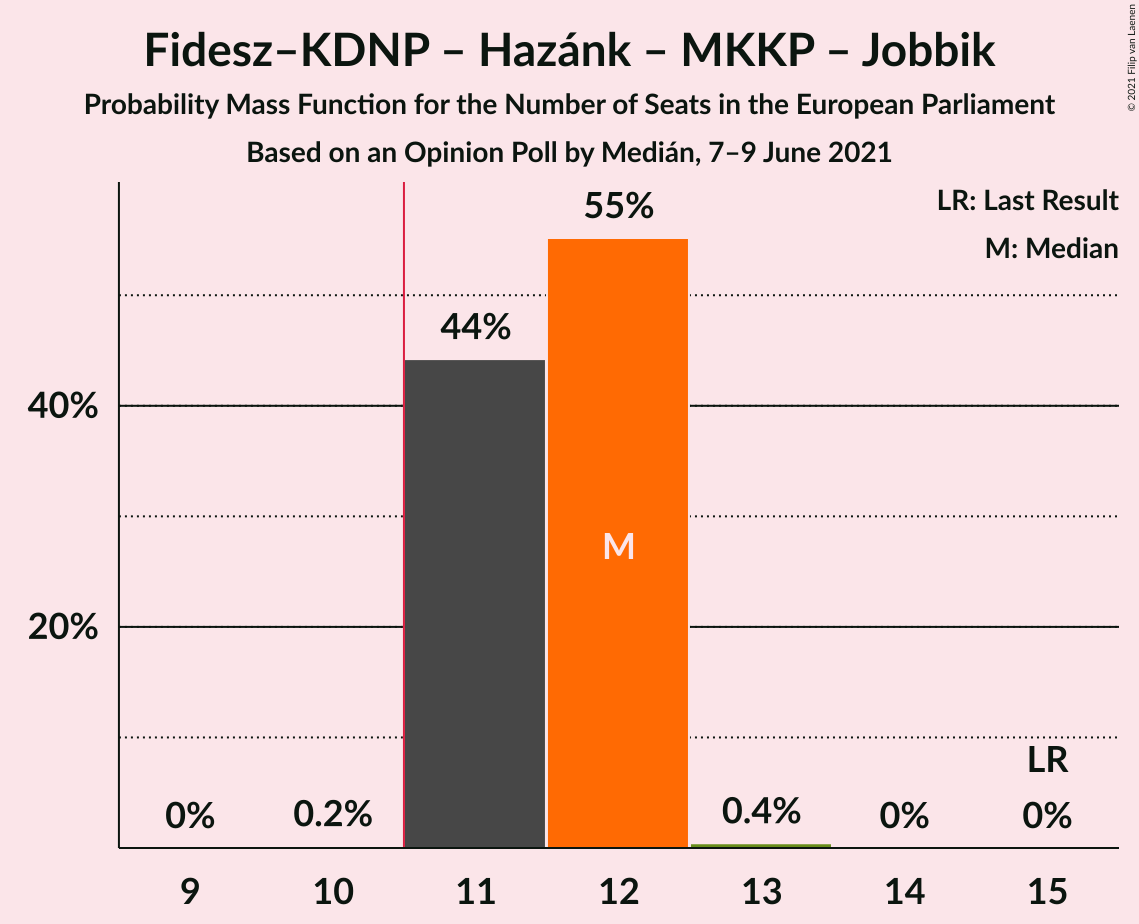 Fidesz–KDNP – Hazánk – MKKP – Jobbik
Probability Mass Function for the Number of Seats in the European Parliament
Based on an Opinion Poll by Medián, 7–9 June 2021
© 2021 Filip van Laenen
LR: Last Result
M: Median
55%
44%
40%
M
20%
LR
0%
0.2%
0.4%
0%
0%
9
10
11
12
13
14
15